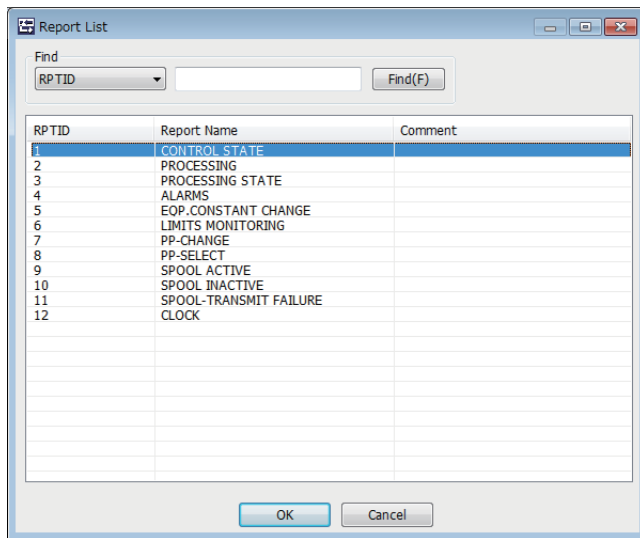 Report List
Find
RPTID
Find(F)
RPTID Report Name Comment
1 CONTROL STATE
2 PROCESSING
3 PROCESSING STATE
4 ALARMS
5 EQP.CONSTANT CHANGE
6 LIMITS MONITORING
7 PP-CHANGE
8 PP-SELECT
9 SPOOL ACTIVE
10 SPOOL INACTIVE
11 SPOOL-TRANSMIT FAILURE
12 CLOCK
OK Cancel